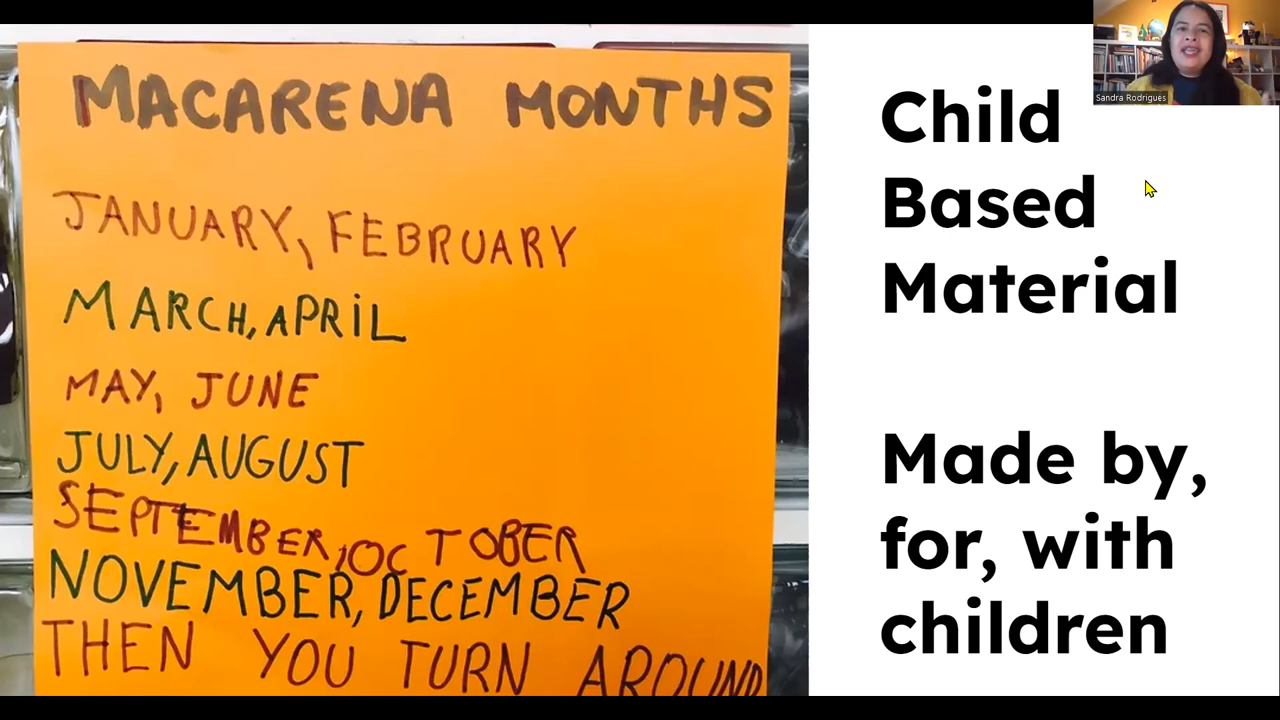 MACARENA MONTHS
JANUARY, FEBRUARY
MARCH, APRIL
MAY, JUNE
JULY, AUGUST
SEPTEMBER, OCTOBER
NOVEMBER, DECEMBER
THEN YOU TURN AROUND
Child
Based
Material
Made by,
for, with
children
Sandra Rodrigues